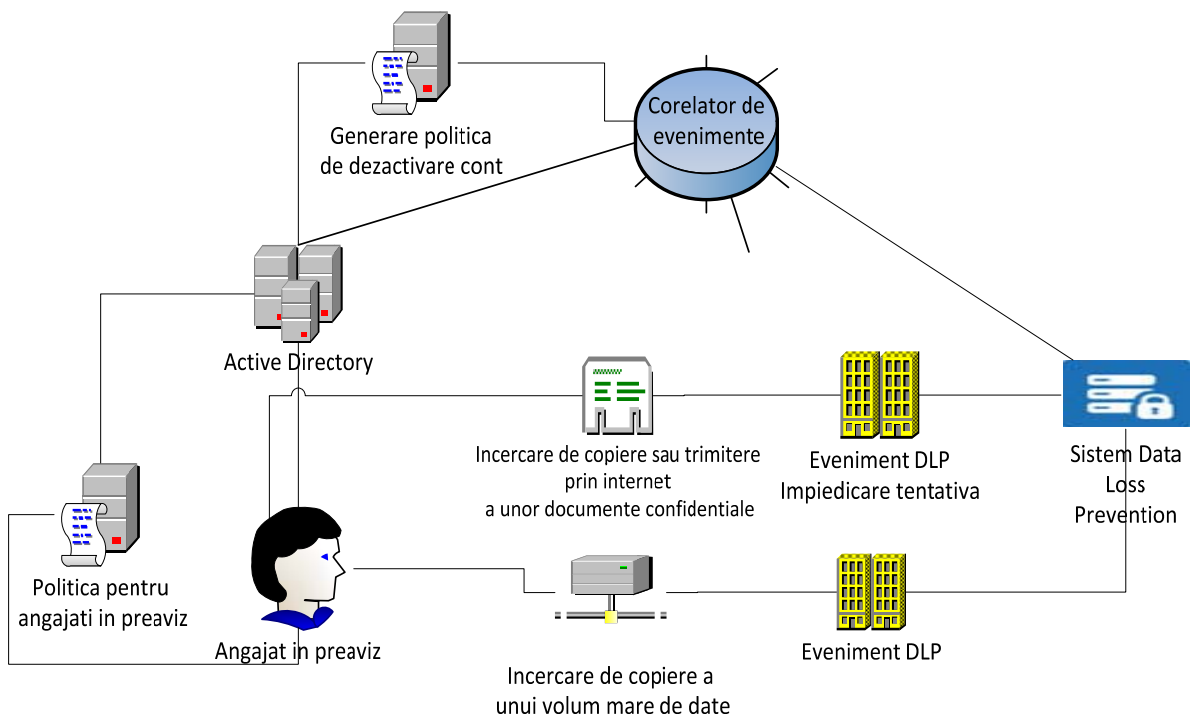 Corelator de
evenimente
Generare politica
de dezactivare cont
Active Directory
Incercare de copiere sau trimitere
prin internet
a unor documente confidentiale
Eveniment DLP
Impiedicare tentativa
Sistem Data
Loss
Prevention
Politica pentru
angajati in preaviz
Angajat in preaviz
Eveniment DLP
Incercare de copiere a
unui volum mare de date